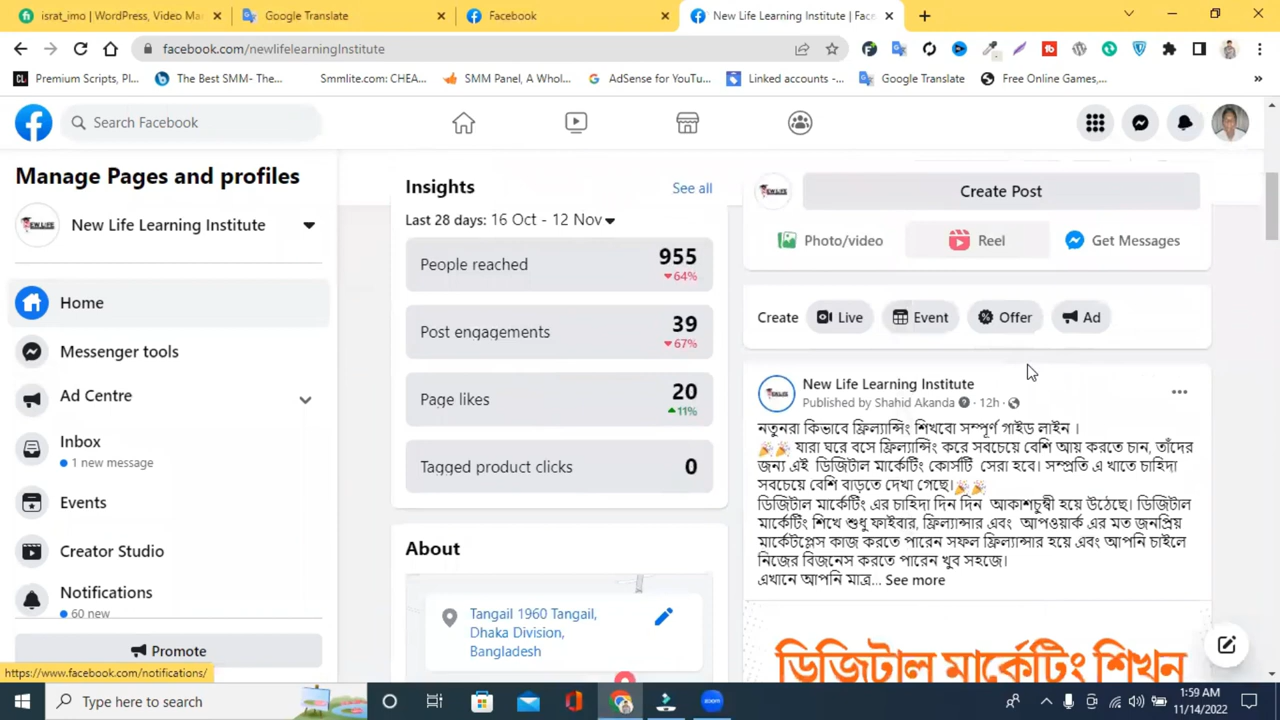 israt_imo | WordPress, Video Ma
Google Translate
Facebook
New Life Learning Institute | Fac
facebook.com/newlifelearningInstitute
Premium Scripts, Pl...
The Best SMM- The...
Smmlite.com: CHEA...
SMM Panel, A Whol...
AdSense for YouTu...
Linked accounts -...
Google Translate
Free Online Games,...
Search Facebook
Manage Pages and profiles
New Life Learning Institute
Home
Messenger tools
Ad Centre
Inbox
1 new message
Events
Creator Studio
Notifications
60 new
Promote
https://www.facebook.com/notifications/
Insights
See all
Last 28 days: 16 Oct - 12 Nov
People reached
955
64%
Post engagements
39
67%
Page likes
20
11%
Tagged product clicks
0
About
Tangail 1960 Tangail,
Dhaka Division,
Bangladesh
Create Post
Photo/video
Reel
Get Messages
Create
Live
Event
Offer
Ad
New Life Learning Institute
Published by Shahid Akanda · 12h ·
নতুনরা কিভাবে ফ্রিল্যান্সিং শিখবো সম্পূর্ণ গাইড লাইন ।
🎉🎉 যারা ঘরে বসে ফ্রিল্যান্সিং করে সবচেয়ে বেশি আয় করতে চান, তাঁদের
জন্য এই ডিজিটাল মার্কেটিং কোর্সটি সেরা হবে। সম্প্রতি এ খাতে চাহিদা
সবচেয়ে বেশি বাড়তে দেখা গেছে।🎉🎉
ডিজিটাল মার্কেটিং এর চাহিদা দিন দিন আকাশচুম্বী হয়ে উঠেছে। ডিজিটাল
মার্কেটিং শিখে শুধু ফাইবার, ফ্রিল্যান্সার এবং আপওয়ার্ক এর মত জনপ্রিয়
মার্কেটপ্লেস কাজ করতে পারেন সফল ফ্রিল্যান্সার হয়ে এবং আপনি চাইলে
নিজের বিজনেস করতে পারেন খুব সহজে।
এখানে আপনি মাত্র... See more
ডিজিটাল মার্কেটিং শিখুন
Type here to search
zoom
1:59 AM
11/14/2022